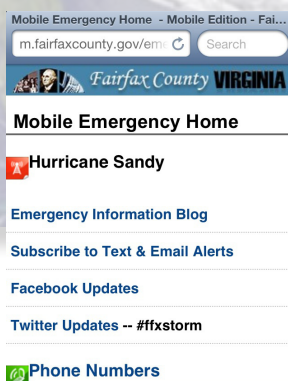 Mobile Emergency Home - Mobile Edition - Fai...
m.fairfaxcounty.gov/eme
Search
Fairfax County VIRGINIA
Mobile Emergency Home
Hurricane Sandy
Emergency Information Blog
Subscribe to Text & Email Alerts
Facebook Updates
Twitter Updates -- #ffxstorm
Phone Numbers